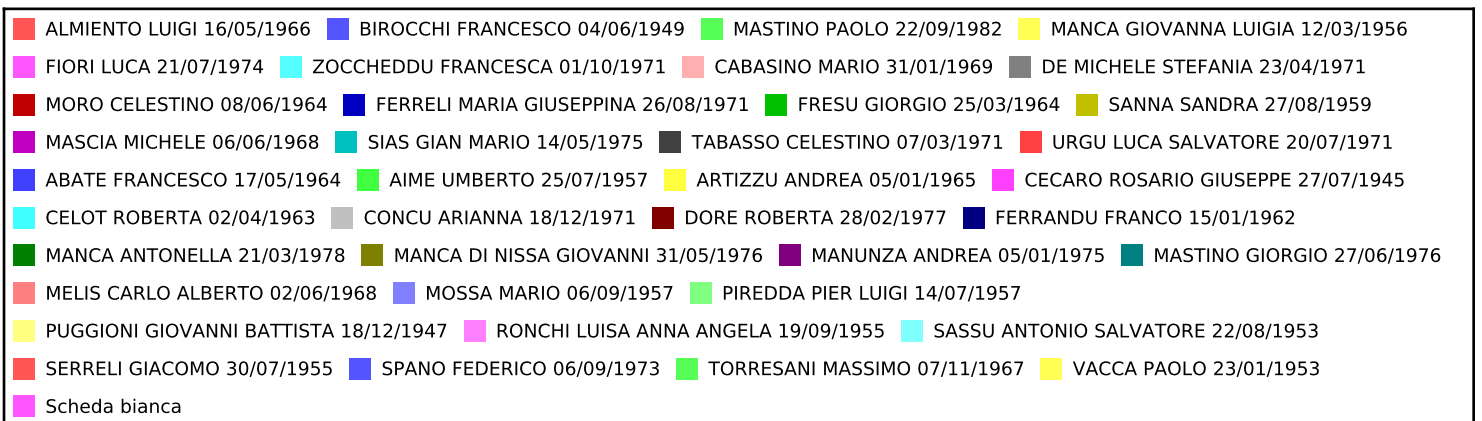 ALMIENTO LUIGI 16/05/1966 BIROCCHI FRANCESCO 04/06/1949 MASTINO PAOLO 22/09/1982 MANCA GIOVANNA LUIGIA 12/03/1956
FIORI LUCA 21/07/1974 ZOCCHEDDU FRANCESCA 01/10/1971 CABASINO MARIO 31/01/1969 DE MICHELE STEFANIA 23/04/1971
MORO CELESTINO 08/06/1964 FERRELI MARIA GIUSEPPINA 26/08/1971 FRESU GIORGIO 25/03/1964 SANNA SANDRA 27/08/1959
MASCIA MICHELE 06/06/1968 SIAS GIAN MARIO 14/05/1975 TABASSO CELESTINO 07/03/1971 URGU LUCA SALVATORE 20/07/1971
ABATE FRANCESCO 17/05/1964 AIME UMBERTO 25/07/1957 ARTIZZU ANDREA 05/01/1965 CECARO ROSARIO GIUSEPPE 27/07/1945
CELOT ROBERTA 02/04/1963 CONCU ARIANNA 18/12/1971 DORE ROBERTA 28/02/1977 FERRANDU FRANCO 15/01/1962
MANCA ANTONELLA 21/03/1978 MANCA DI NISSA GIOVANNI 31/05/1976 MANUNZA ANDREA 05/01/1975 MASTINO GIORGIO 27/06/1976
MELIS CARLO ALBERTO 02/06/1968 MOSSA MARIO 06/09/1957 PIREDDA PIER LUIGI 14/07/1957
PUGGIONI GIOVANNI BATTISTA 18/12/1947 RONCHI LUISA ANNA ANGELA 19/09/1955 SASSU ANTONIO SALVATORE 22/08/1953
SERRELI GIACOMO 30/07/1955 SPANO FEDERICO 06/09/1973 TORRESANI MASSIMO 07/11/1967 VACCA PAOLO 23/01/1953
Scheda bianca